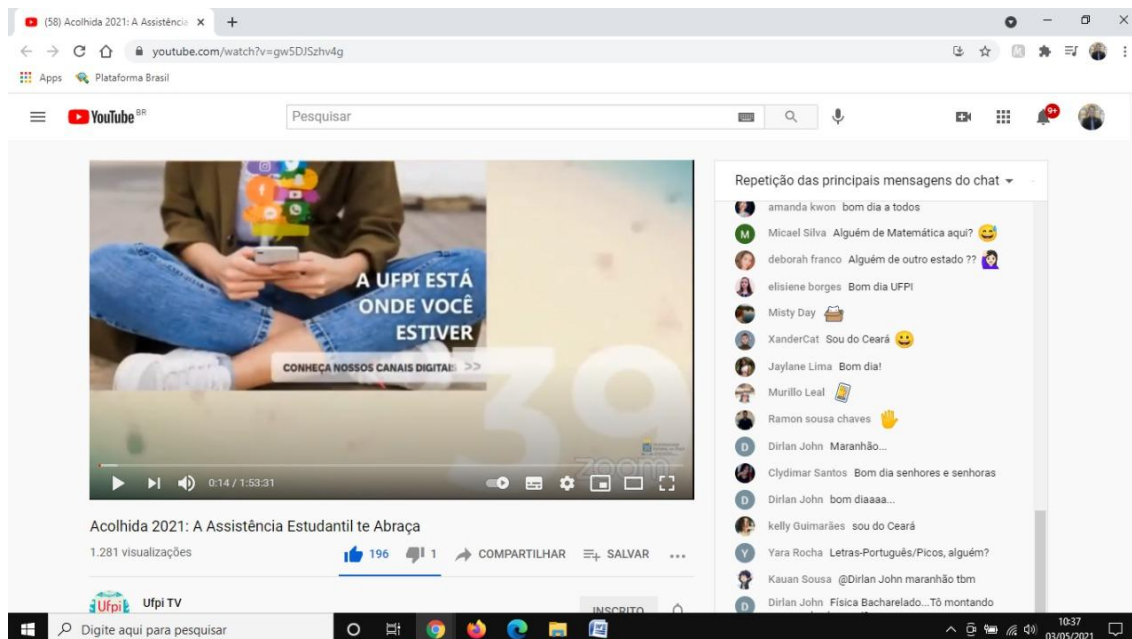 (58) Acolhida 2021: A Assistência
youtube.com/watch?v=gw5DJSzhv4g
Apps Plataforma Brasil
YouTube BR
Pesquisar
9+
A UFPI ESTÁ
ONDE VOCÊ
ESTIVER
CONHEÇA NOSSOS CANAIS DIGITAIS >>
39
zoom
0:14 / 1:53:31
Acolhida 2021: A Assistência Estudantil te Abraça
1.281 visualizações
196 1 COMPARTILHAR SALVAR ...
Ufpi
Ufpi TV
INSCRITO
Repetição das principais mensagens do chat
amanda kwon bom dia a todos
M Micael Silva Alguém de Matemática aqui? 😅
deborah franco Alguém de outro estado ?? 🙋🏻‍♀️
elisiene borges Bom dia UFPI
Misty Day
XanderCat Sou do Ceará 😀
Jaylane Lima Bom dia!
Murillo Leal
Ramon sousa chaves 🖐
D Dirlan John Maranhão...
Clydimar Santos Bom dia senhores e senhoras
D Dirlan John bom diaaaa...
kelly Guimarães sou do Ceará
Y Yara Rocha Letras-Português/Picos, alguém?
Kauan Sousa @Dirlan John maranhão tbm
D Dirlan John Física Bacharelado...Tô montando
Digite aqui para pesquisar
10:37
03/05/2021